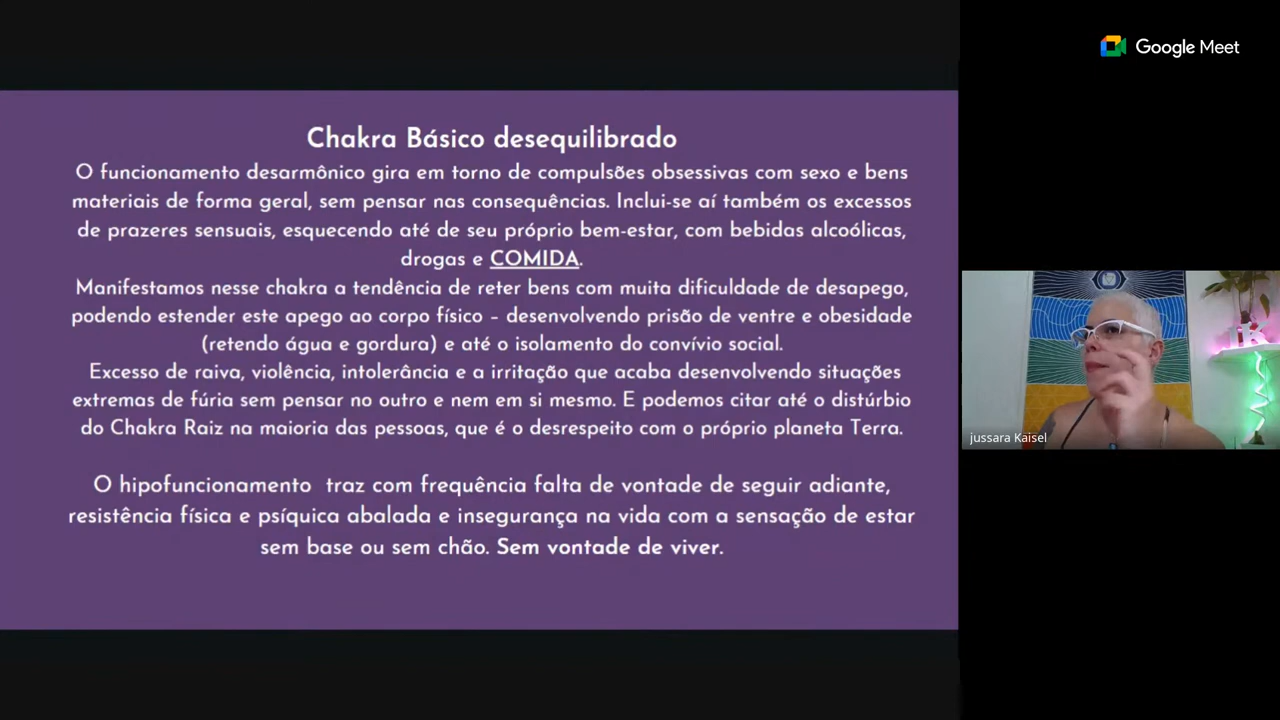 Google Meet
Chakra Básico desequilibrado
O funcionamento desarmônico gira em torno de compulsões obsessivas com sexo e bens
materiais de forma geral, sem pensar nas consequências. Inclui-se aí também os excessos
de prazeres sensuais, esquecendo até de seu próprio bem-estar, com bebidas alcoólicas,
drogas e COMIDA.
Manifestamos nesse chakra a tendência de reter bens com muita dificuldade de desapego,
podendo estender este apego ao corpo físico – desenvolvendo prisão de ventre e obesidade
(retendo água e gordura) e até o isolamento do convívio social.
Excesso de raiva, violência, intolerância e a irritação que acaba desenvolvendo situações
extremas de fúria sem pensar no outro e nem em si mesmo. E podemos citar até o distúrbio
do Chakra Raiz na maioria das pessoas, que é o desrespeito com o próprio planeta Terra.
O hipofuncionamento traz com frequência falta de vontade de seguir adiante,
resistência física e psíquica abalada e insegurança na vida com a sensação de estar
sem base ou sem chão. Sem vontade de viver.
jussara Kaisel